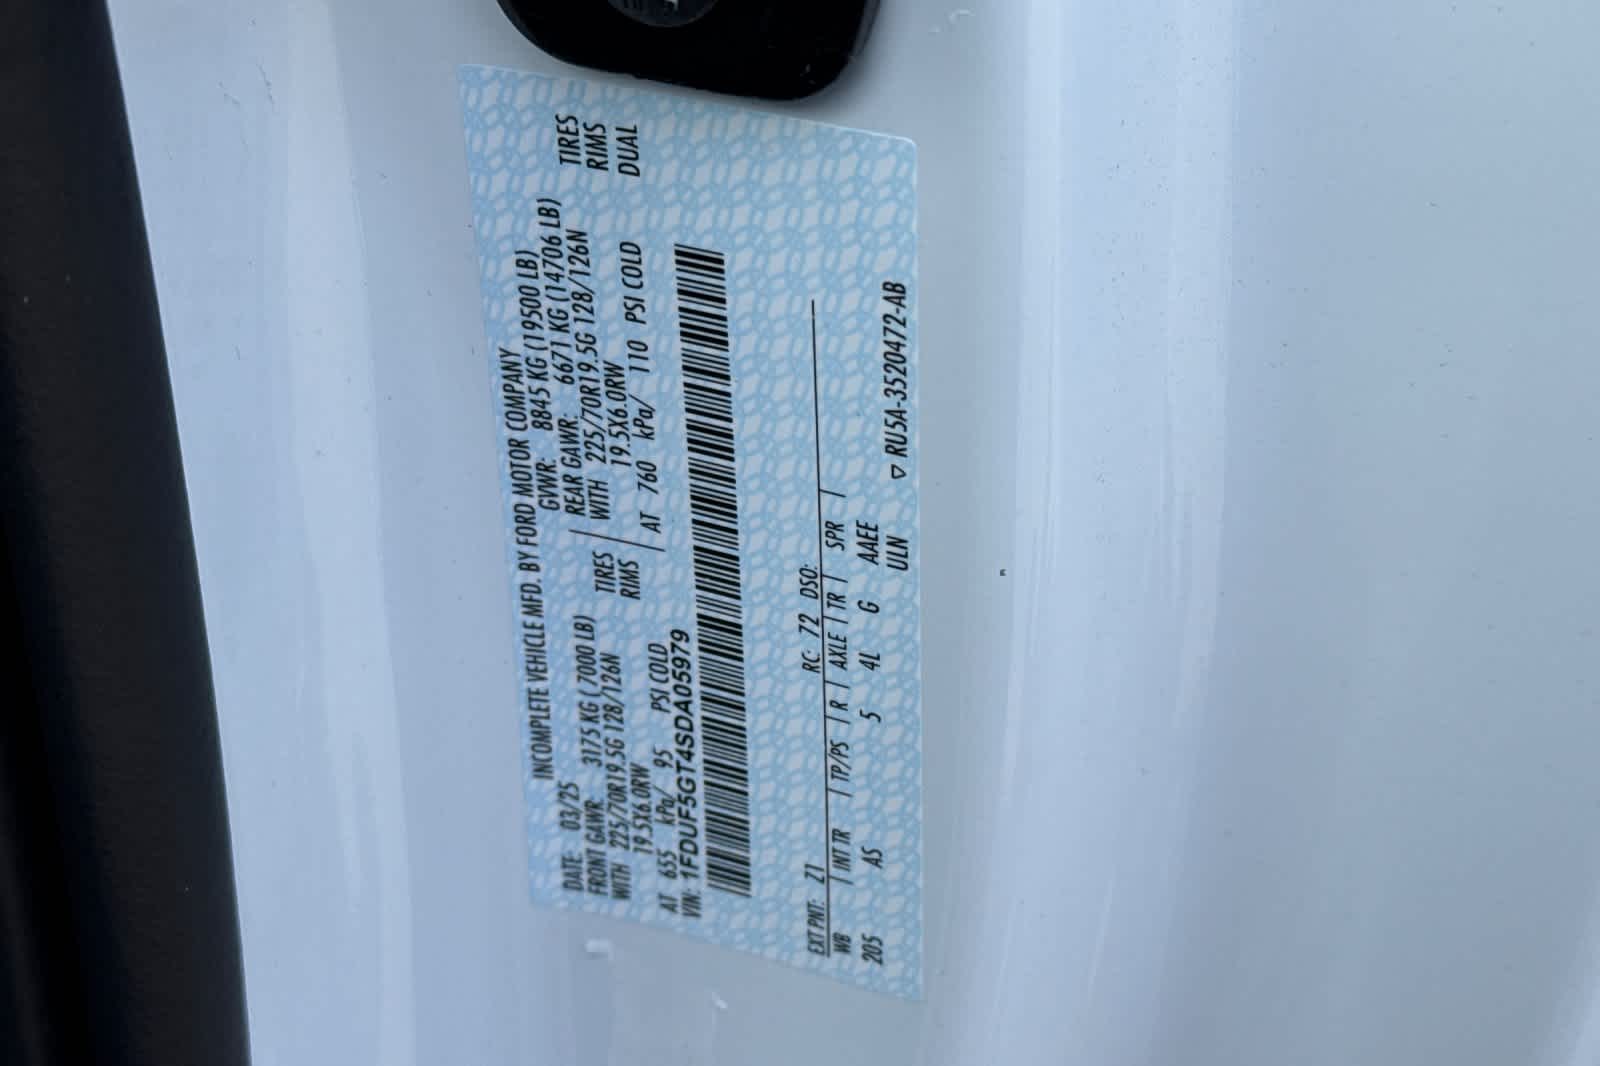 INCOMPLETE VEHICLE MFD. BY FORD MOTOR COMPANY
DATE: 03/25 GVWR: 8845 KG (19500 LB)
FRONT GAWR: 3175 KG ( 7000 LB) REAR GAWR: 6671 KG (14706 LB)
WITH 225/70R19.5G 128/126N TIRES WITH 225/70R19.5G 128/126N TIRES
19.5X6.0RW RIMS 19.5X6.0RW RIMS
AT 655 kPa/ 95 PSI COLD AT 760 kPa/ 110 PSI COLD DUAL
VIN: 1FDUF5GT4SDA05979
EXT PNT: Z1 RC: 72 DSO:
WB | INT TR | TP/PS | R | AXLE | TR | SPR |
205 AS 5 4L G AAEE
ULN ▽ RU5A-3520472-AB